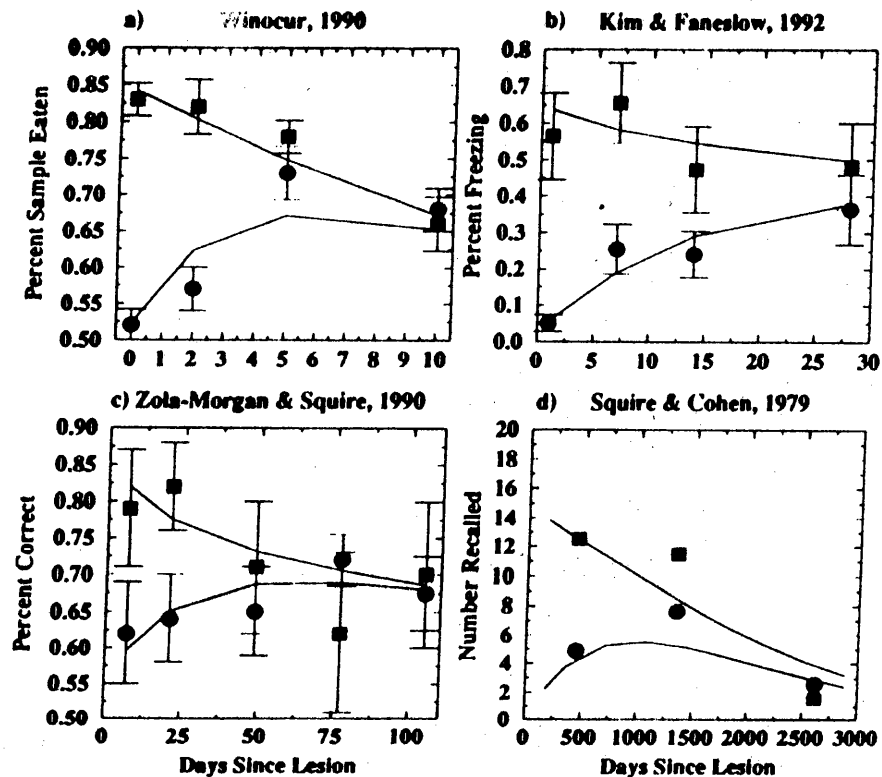 a) Winocur, 1990
b) Kim & Faneslow, 1992
Percent Sample Eaten
0.90
0.85
0.80
0.75
0.70
0.65
0.60
0.55
0.50
0 1 2 3 4 5 6 7 8 9 10
Percent Freezing
0.8
0.7
0.6
0.5
0.4
0.3
0.2
0.1
0.0
0 5 10 15 20 25 30
c) Zola-Morgan & Squire, 1990
d) Squire & Cohen, 1979
Percent Correct
0.90
0.85
0.80
0.75
0.70
0.65
0.60
0.55
0.50
0 25 50 75 100
Days Since Lesion
Number Recalled
20
18
16
14
12
10
8
6
4
2
0
0 500 1000 1500 2000 2500 3000
Days Since Lesion